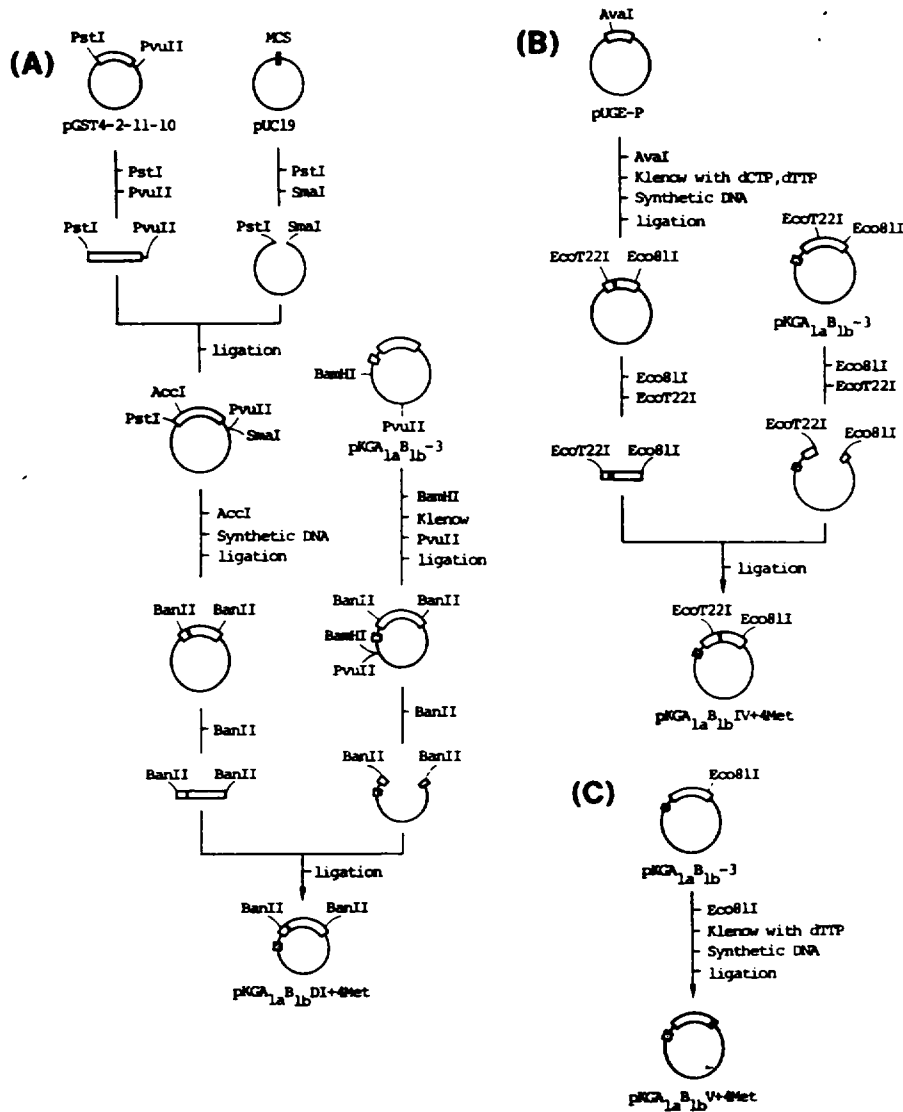 (A)
PstI
PvuII
pGST4-2-11-10
PstI
PvuII
PstI PvuII
MCS
pUC19
PstI
SmaI
PstI SmaI
ligation
AccI
PstI
PvuII
SmaI
AccI
Synthetic DNA
ligation
BanII BanII
BanII
BanII BanII
BamHI
PvuII
pKGA1aB1b-3
BamHI
Klenow
PvuII
ligation
BanII BanII
BamHI
PvuII
BanII
BanII BanII
ligation
BanII BanII
pKGA1aB1bDI+4Met
(B)
AvaI
pUGE-P
AvaI
Klenow with dCTP,dTTP
Synthetic DNA
ligation
EcoT22I Eco81I
Eco81I
EcoT22I
EcoT22I Eco81I
EcoT22I
Eco81I
pKGA1aB1b-3
Eco81I
EcoT22I
EcoT22I Eco81I
ligation
EcoT22I
Eco81I
pKGA1aB1bIV+4Met
(C)
Eco81I
pKGA1aB1b-3
Eco81I
Klenow with dTTP
Synthetic DNA
ligation
pKGA1aB1bV+4Met